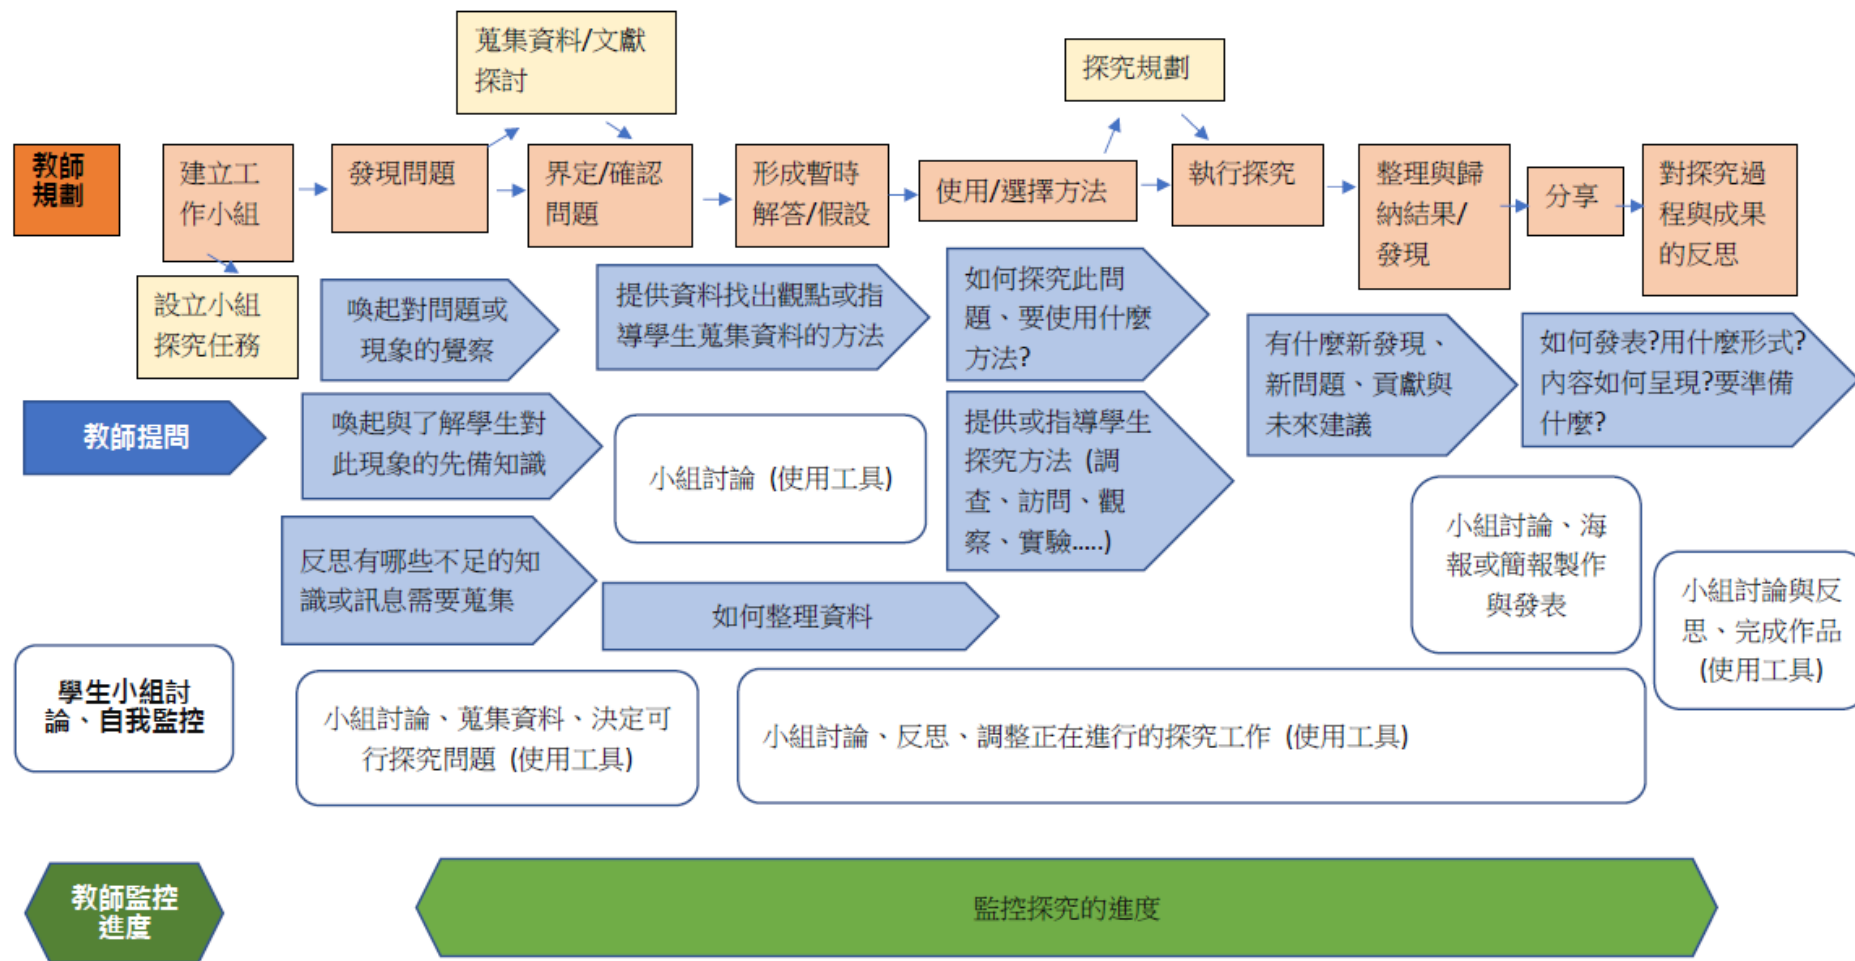 蒐集資料/文獻
探討
探究規劃
教師
規劃
建立工
作小組
發現問題
界定/確認
問題
形成暫時
解答/假設
使用/選擇方法
執行探究
整理與歸
納結果/
發現
分享
對探究過
程與成果
的反思
設立小組
探究任務
喚起對問題或
現象的覺察
提供資料找出觀點或指
導學生蒐集資料的方法
如何探究此問
題、要使用什麼
方法?
有什麼新發現、
新問題、貢獻與
未來建議
如何發表?用什麼形式?
內容如何呈現?要準備
什麼?
教師提問
喚起與了解學生對
此現象的先備知識
小組討論 (使用工具)
提供或指導學生
探究方法 (調
查、訪問、觀
察、實驗.....)
反思有哪些不足的知
識或訊息需要蒐集
如何整理資料
小組討論、海
報或簡報製作
與發表
小組討論與反
思、完成作品
(使用工具)
學生小組討
論、自我監控
小組討論、蒐集資料、決定可
行探究問題 (使用工具)
小組討論、反思、調整正在進行的探究工作 (使用工具)
教師監控
進度
監控探究的進度